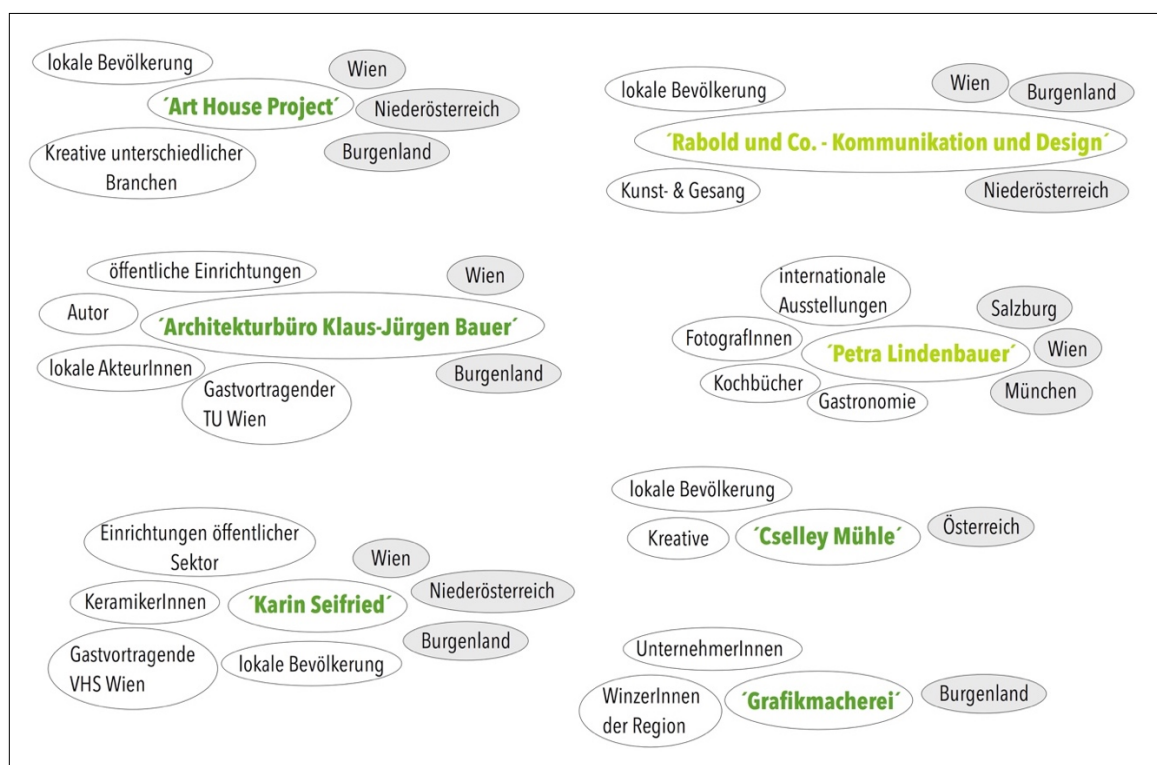 lokale Bevölkerung
Wien
´Art House Project´
Niederösterreich
Kreative unterschiedlicher
Branchen
Burgenland
lokale Bevölkerung
Wien
Burgenland
´Rabold und Co. - Kommunikation und Design´
Kunst- & Gesang
Niederösterreich
öffentliche Einrichtungen
Wien
Autor
´Architekturbüro Klaus-Jürgen Bauer´
lokale AkteurInnen
Gastvortragender
TU Wien
Burgenland
internationale
Ausstellungen
Salzburg
FotografInnen
´Petra Lindenbauer´
Wien
Kochbücher
Gastronomie
München
Einrichtungen öffentlicher
Sektor
Wien
KeramikerInnen
´Karin Seifried´
Niederösterreich
Gastvortragende
VHS Wien
lokale Bevölkerung
Burgenland
lokale Bevölkerung
Kreative
´Cselley Mühle´
Österreich
UnternehmerInnen
WinzerInnen
der Region
´Grafikmacherei´
Burgenland